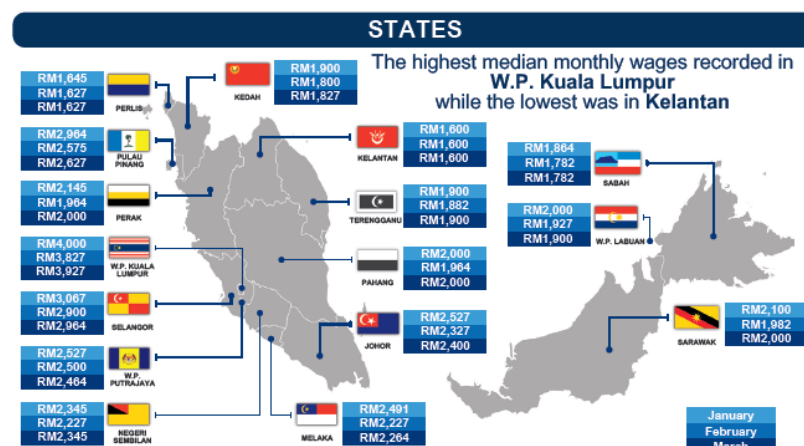 STATES
The highest median monthly wages recorded in
W.P. Kuala Lumpur
while the lowest was in Kelantan
RM1,645
RM1,627
RM1,627
PERLIS
RM1,900
RM1,800
RM1,827
KEDAH
RM2,964
RM2,575
RM2,627
PULAU
PINANG
RM1,600
RM1,600
RM1,600
KELANTAN
RM1,864
RM1,782
RM1,782
SABAH
RM2,145
RM1,964
RM2,000
PERAK
RM1,900
RM1,882
RM1,900
TERENGGANU
RM2,000
RM1,927
RM1,900
W.P. LABUAN
RM4,000
RM3,827
RM3,927
W.P. KUALA
LUMPUR
RM2,000
RM1,964
RM2,000
PAHANG
RM3,067
RM2,900
RM2,964
SELANGOR
RM2,527
RM2,327
RM2,400
JOHOR
RM2,100
RM1,982
RM2,000
SARAWAK
RM2,527
RM2,500
RM2,464
W.P.
PUTRAJAYA
RM2,345
RM2,227
RM2,345
NEGERI
SEMBILAN
RM2,491
RM2,227
RM2,264
MELAKA
January
February
March